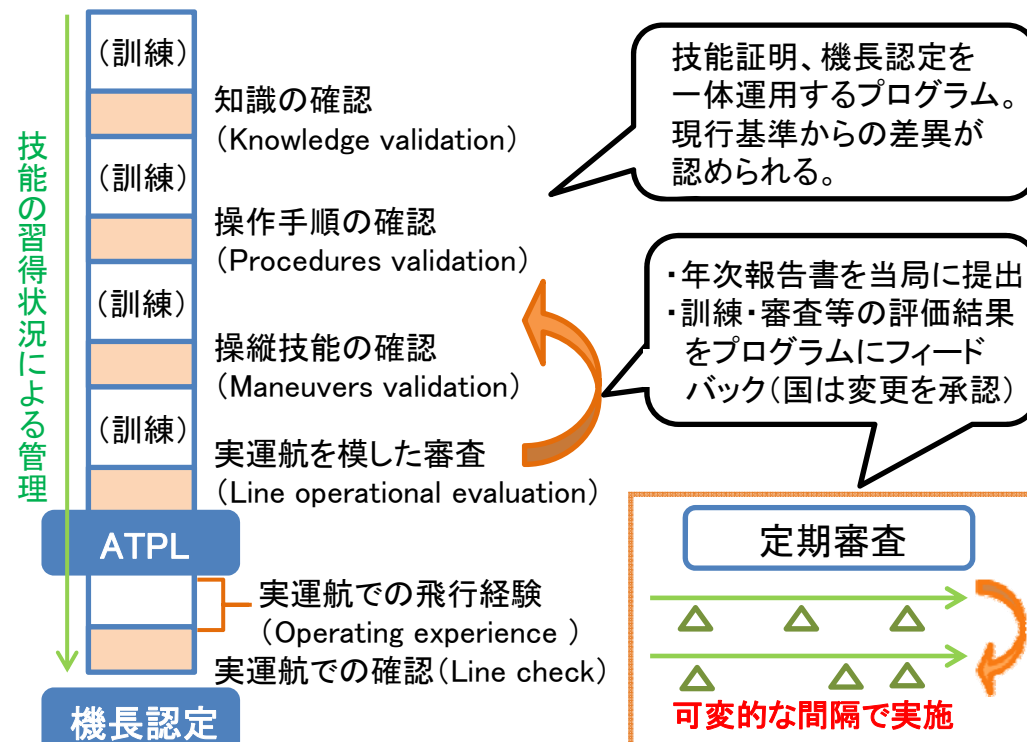 技能の習得状況による管理
(訓練)
知識の確認
(Knowledge validation)
(訓練)
操作手順の確認
(Procedures validation)
(訓練)
操縦技能の確認
(Maneuvers validation)
(訓練)
実運航を模した審査
(Line operational evaluation)
ATPL
実運航での飛行経験
(Operating experience )
実運航での確認(Line check)
機長認定
技能証明、機長認定を
一体運用するプログラム。
現行基準からの差異が
認められる。
・年次報告書を当局に提出
・訓練・審査等の評価結果
をプログラムにフィード
バック(国は変更を承認)
定期審査
可変的な間隔で実施